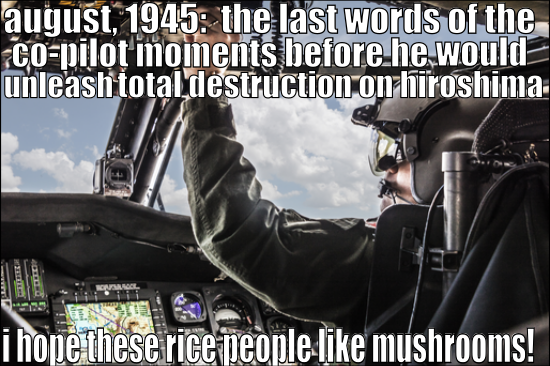 august, 1945:  the last words of the
co-pilot moments before he would
unleash total destruction on hiroshima
i hope these rice people like mushrooms!